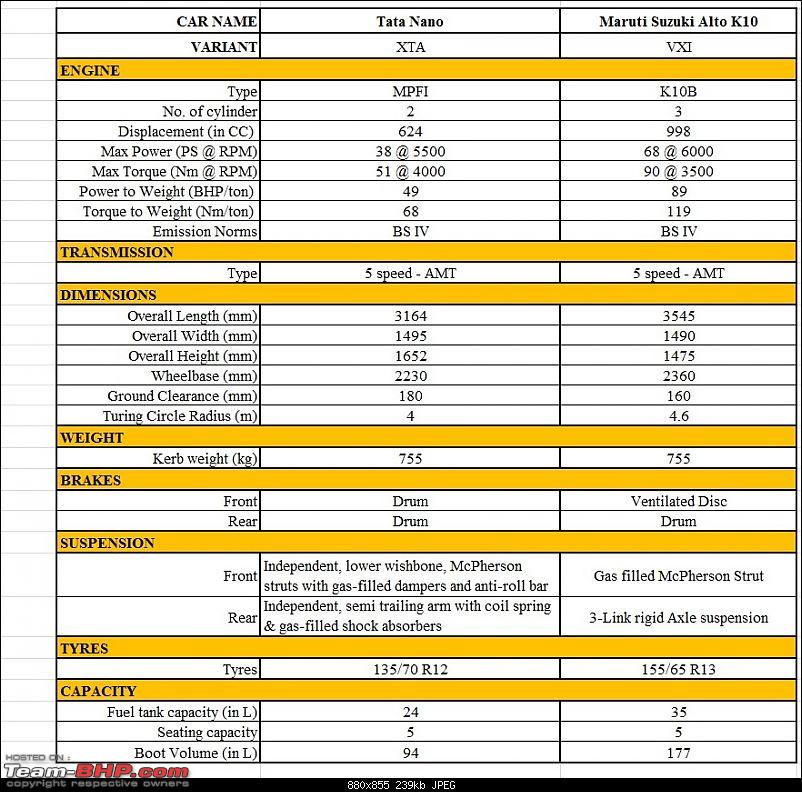 CAR NAME Tata Nano Maruti Suzuki Alto K10
VARIANT XTA VXI
ENGINE
Type MPFI K10B
No. of cylinder 2 3
Displacement (in CC) 624 998
Max Power (PS @ RPM) 38 @ 5500 68 @ 6000
Max Torque (Nm @ RPM) 51 @ 4000 90 @ 3500
Power to Weight (BHP/ton) 49 89
Torque to Weight (Nm/ton) 68 119
Emission Norms BS IV BS IV
TRANSMISSION
Type 5 speed - AMT 5 speed - AMT
DIMENSIONS
Overall Length (mm) 3164 3545
Overall Width (mm) 1495 1490
Overall Height (mm) 1652 1475
Wheelbase (mm) 2230 2360
Ground Clearance (mm) 180 160
Turing Circle Radius (m) 4 4.6
WEIGHT
Kerb weight (kg) 755 755
BRAKES
Front Drum Ventilated Disc
Rear Drum Drum
SUSPENSION
Front Independent, lower wishbone, McPherson struts with gas-filled dampers and anti-roll bar Gas filled McPherson Strut
Rear Independent, semi trailing arm with coil spring & gas-filled shock absorbers 3-Link rigid Axle suspension
TYRES
Tyres 135/70 R12 155/65 R13
CAPACITY
Fuel tank capacity (in L) 24 35
Seating capacity 5 5
Boot Volume (in L) 94 177
HOSTED ON :
Team-BHP.com
copyright respective owners
880x855 239kb JPEG